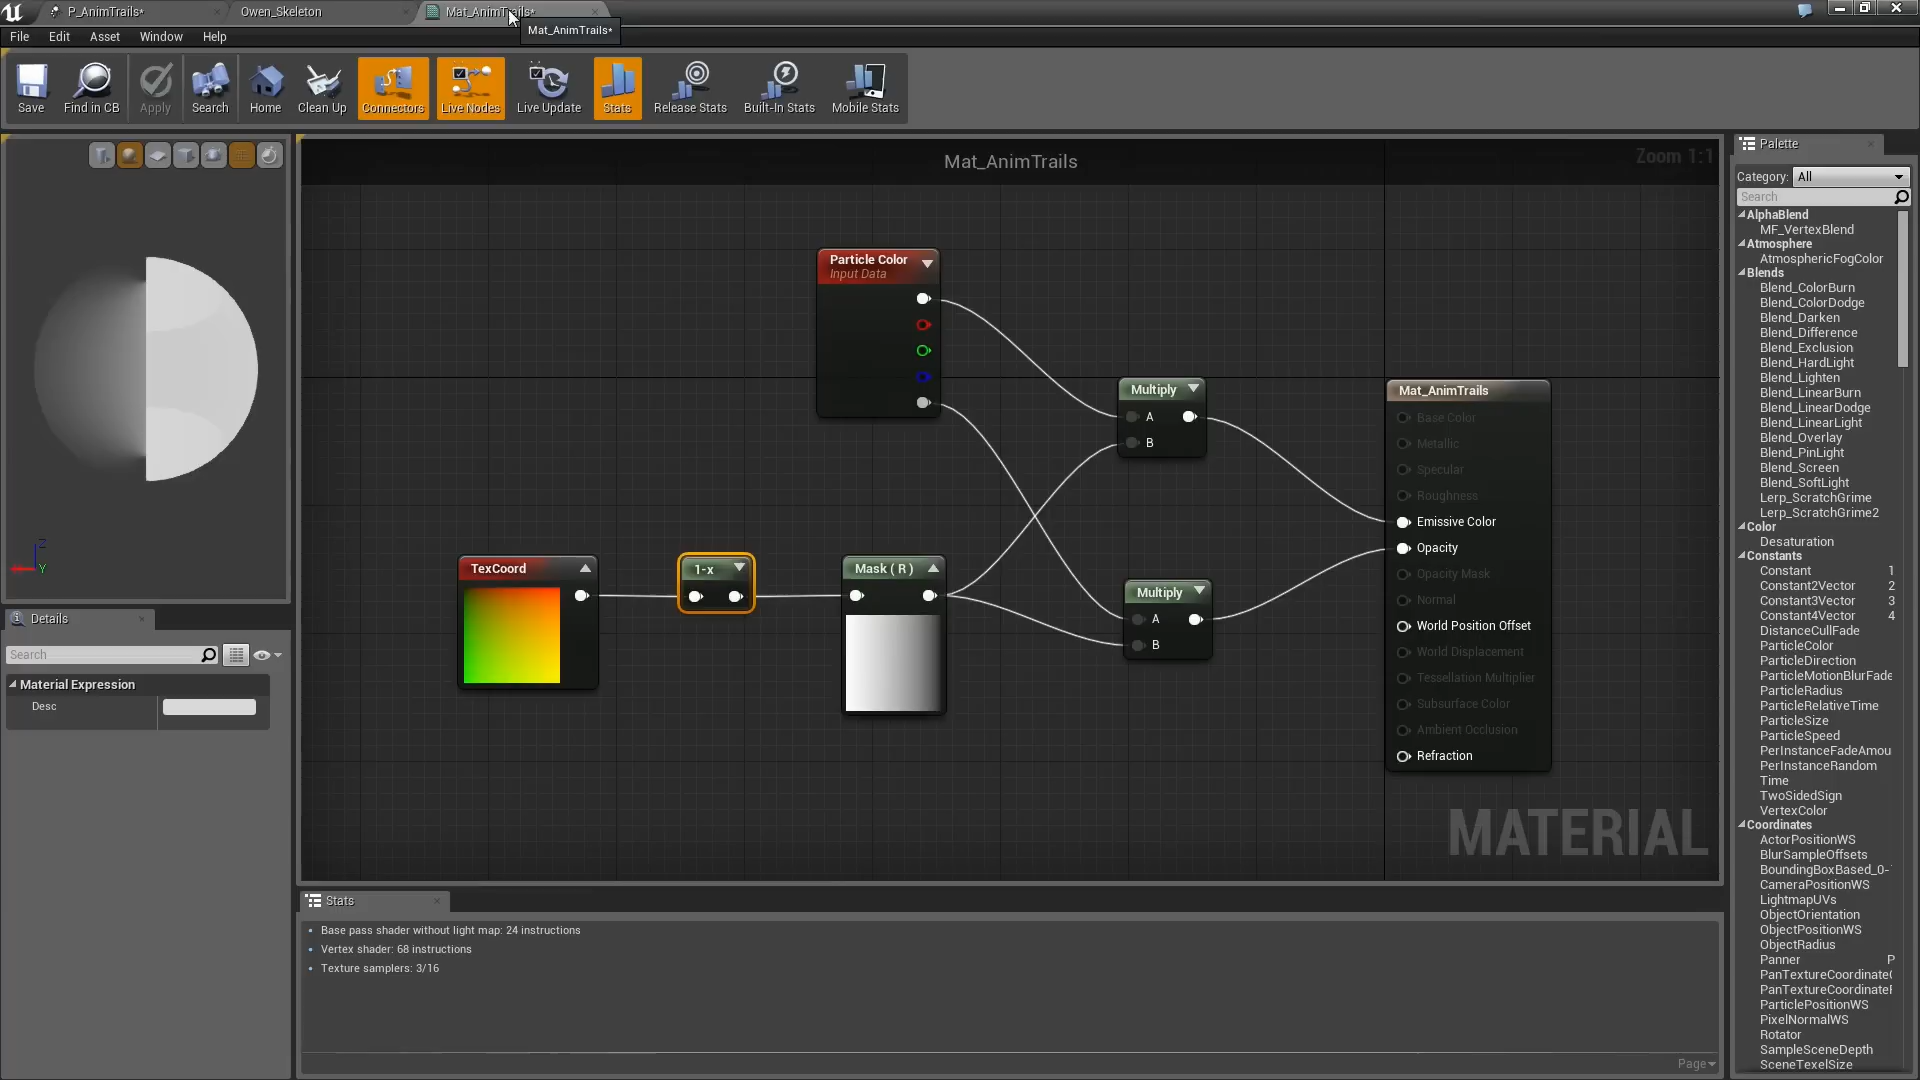 P_AnimTrails*
Owen_Skeleton
Mat_AnimTrails*
Mat_AnimTrails*
File Edit Asset Window Help
Save
Find in CB
Apply
Search
Home
Clean Up
Connectors
Live Nodes
Live Update
Stats
Release Stats
Built-In Stats
Mobile Stats
Mat_AnimTrails
Zoom 1:1
Z
Y
Details
Search
Material Expression
Desc
Particle Color
Input Data
Multiply
A
B
TexCoord
1-x
Mask ( R )
Multiply
A
B
Mat_AnimTrails
Base Color
Metallic
Specular
Roughness
Emissive Color
Opacity
Opacity Mask
Normal
World Position Offset
World Displacement
Tessellation Multiplier
Subsurface Color
Ambient Occlusion
Refraction
MATERIAL
Stats
Base pass shader without light map: 24 instructions
Vertex shader: 68 instructions
Texture samplers: 3/16
Page
Palette
Category: All
Search
AlphaBlend
MF_VertexBlend
Atmosphere
AtmosphericFogColor
Blends
Blend_ColorBurn
Blend_ColorDodge
Blend_Darken
Blend_Difference
Blend_Exclusion
Blend_HardLight
Blend_Lighten
Blend_LinearBurn
Blend_LinearDodge
Blend_LinearLight
Blend_Overlay
Blend_PinLight
Blend_Screen
Blend_SoftLight
Lerp_ScratchGrime
Lerp_ScratchGrime2
Color
Desaturation
Constants
Constant 1
Constant2Vector 2
Constant3Vector 3
Constant4Vector 4
DistanceCullFade
ParticleColor
ParticleDirection
ParticleMotionBlurFade
ParticleRadius
ParticleRelativeTime
ParticleSize
ParticleSpeed
PerInstanceFadeAmou
PerInstanceRandom
Time
TwoSidedSign
VertexColor
Coordinates
ActorPositionWS
BlurSampleOffsets
BoundingBoxBased_0-
CameraPositionWS
LightmapUVs
ObjectOrientation
ObjectPositionWS
ObjectRadius
Panner P
PanTextureCoordinate
PanTextureCoordinate
ParticlePositionWS
PixelNormalWS
Rotator
SampleSceneDepth
SceneTexelSize